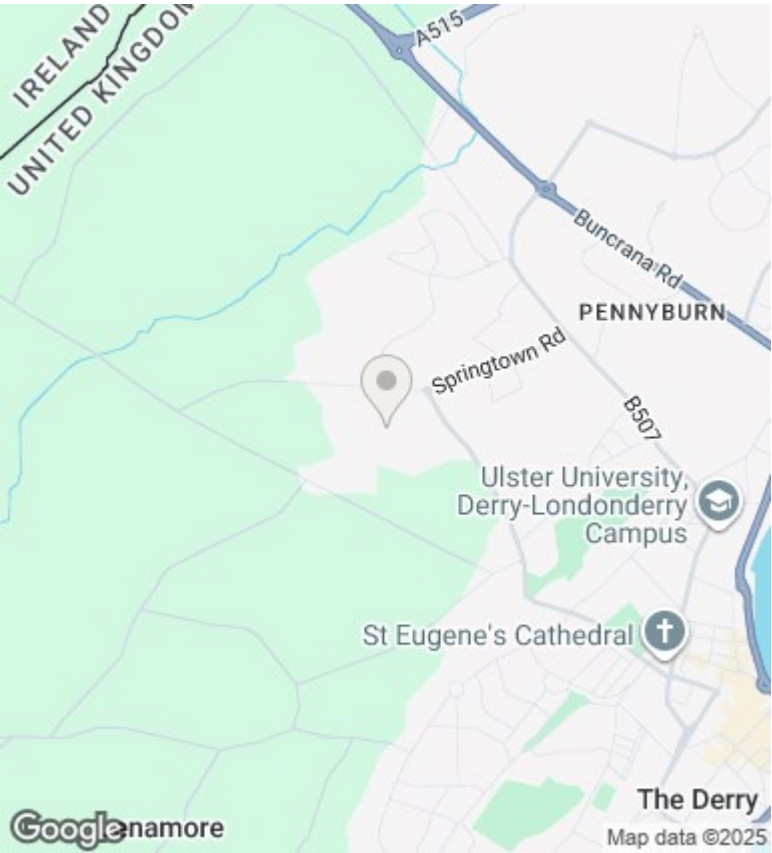 IRELAND
UNITED KINGDOM
A515
Buncrana Rd
PENNYBURN
Springtown Rd
B507
Ulster University,
Derry-Londonderry
Campus
St Eugene's Cathedral
The Derry
Google
enamore
Map data ©2025